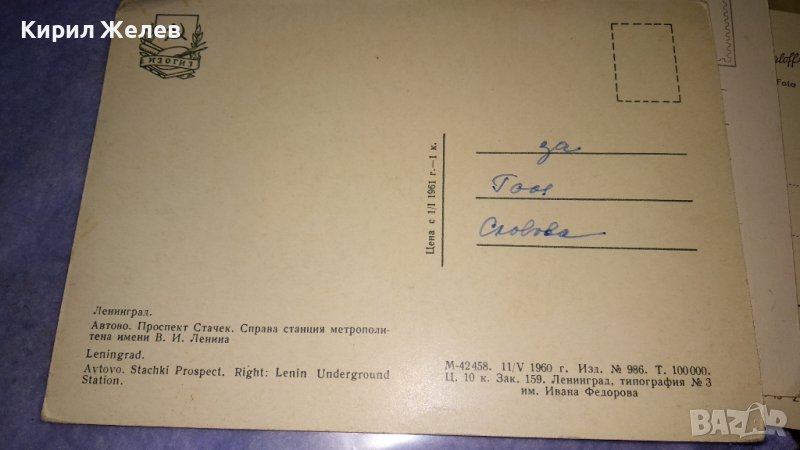 Кирил Желев
ИЗОГИЗ
Foto
за
Цена с 1/I 1961 г.—1 к.
Ленинград.
Автово. Проспект Стачек. Справа станция метрополи-
тена имени В. И. Ленина
Leningrad.
Avtovo. Stachki Prospect. Right: Lenin Underground
Station.
М-42458. 11/V 1960 г. Изд. № 986. Т. 100000.
Ц. 10 к. Зак. 159. Ленинград, типография № 3
им. Ивана Федорова
BAZAR